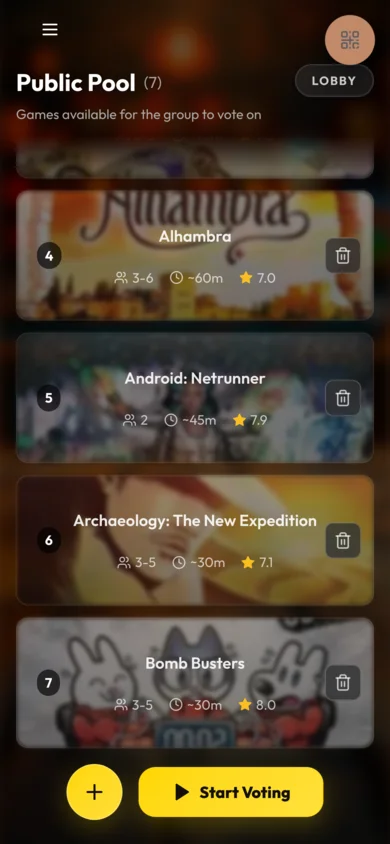 Public Pool (7)
LOBBY
Games available for the group to vote on
Alhambra
Alhambra
4
3-6 ~60m 7.0
Android: Netrunner
5
2 ~45m 7.9
Archaeology: The New Expedition
6
3-5 ~30m 7.1
Bomb Busters
7
3-5 ~30m 8.0
Start Voting